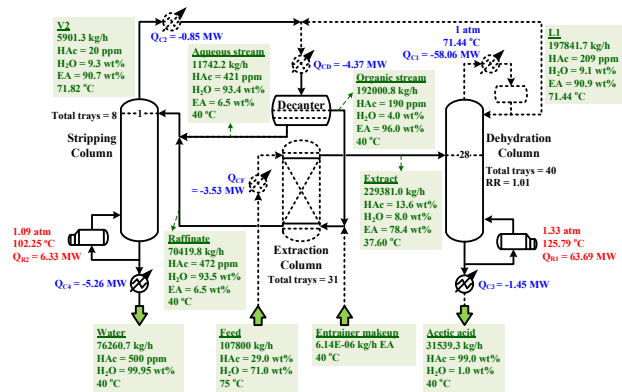 V2
5901.3 kg/h
HAc = 20 ppm
H₂O = 9.3 wt%
EA = 90.7 wt%
71.82 °C
Q_C2 = -0.85 MW
Aqueous stream
11742.2 kg/h
HAc = 421 ppm
H₂O = 93.4 wt%
EA = 6.5 wt%
40 °C
Q_CD = -4.37 MW
Decanter
Organic stream
192000.8 kg/h
HAc = 190 ppm
H₂O = 4.0 wt%
EA = 96.0 wt%
40 °C
1 atm
71.44 °C
Q_C1 = -58.06 MW
L1
197841.7 kg/h
HAc = 209 ppm
H₂O = 9.1 wt%
EA = 90.9 wt%
71.44 °C
Total trays = 8
1
Stripping
Column
Q_CF
= -3.53 MW
Extract
229381.0 kg/h
HAc = 13.6 wt%
H₂O = 8.0 wt%
EA = 78.4 wt%
37.60 °C
28
Dehydration
Column
Total trays = 40
RR = 1.01
1.09 atm
102.25 °C
Q_R2 = 6.33 MW
Raffinate
70419.8 kg/h
HAc = 472 ppm
H₂O = 93.5 wt%
EA = 6.5 wt%
40 °C
Extraction
Column
Total trays = 31
1.33 atm
125.79 °C
Q_R1 = 63.69 MW
Q_C4 = -5.26 MW
Q_C3 = -1.45 MW
Water
76260.7 kg/h
HAc = 500 ppm
H₂O = 99.95 wt%
40 °C
Feed
107800 kg/h
HAc = 29.0 wt%
H₂O = 71.0 wt%
75 °C
Entrainer makeup
6.14E-06 kg/h EA
40 °C
Acetic acid
31539.3 kg/h
HAc = 99.0 wt%
H₂O = 1.0 wt%
40 °C